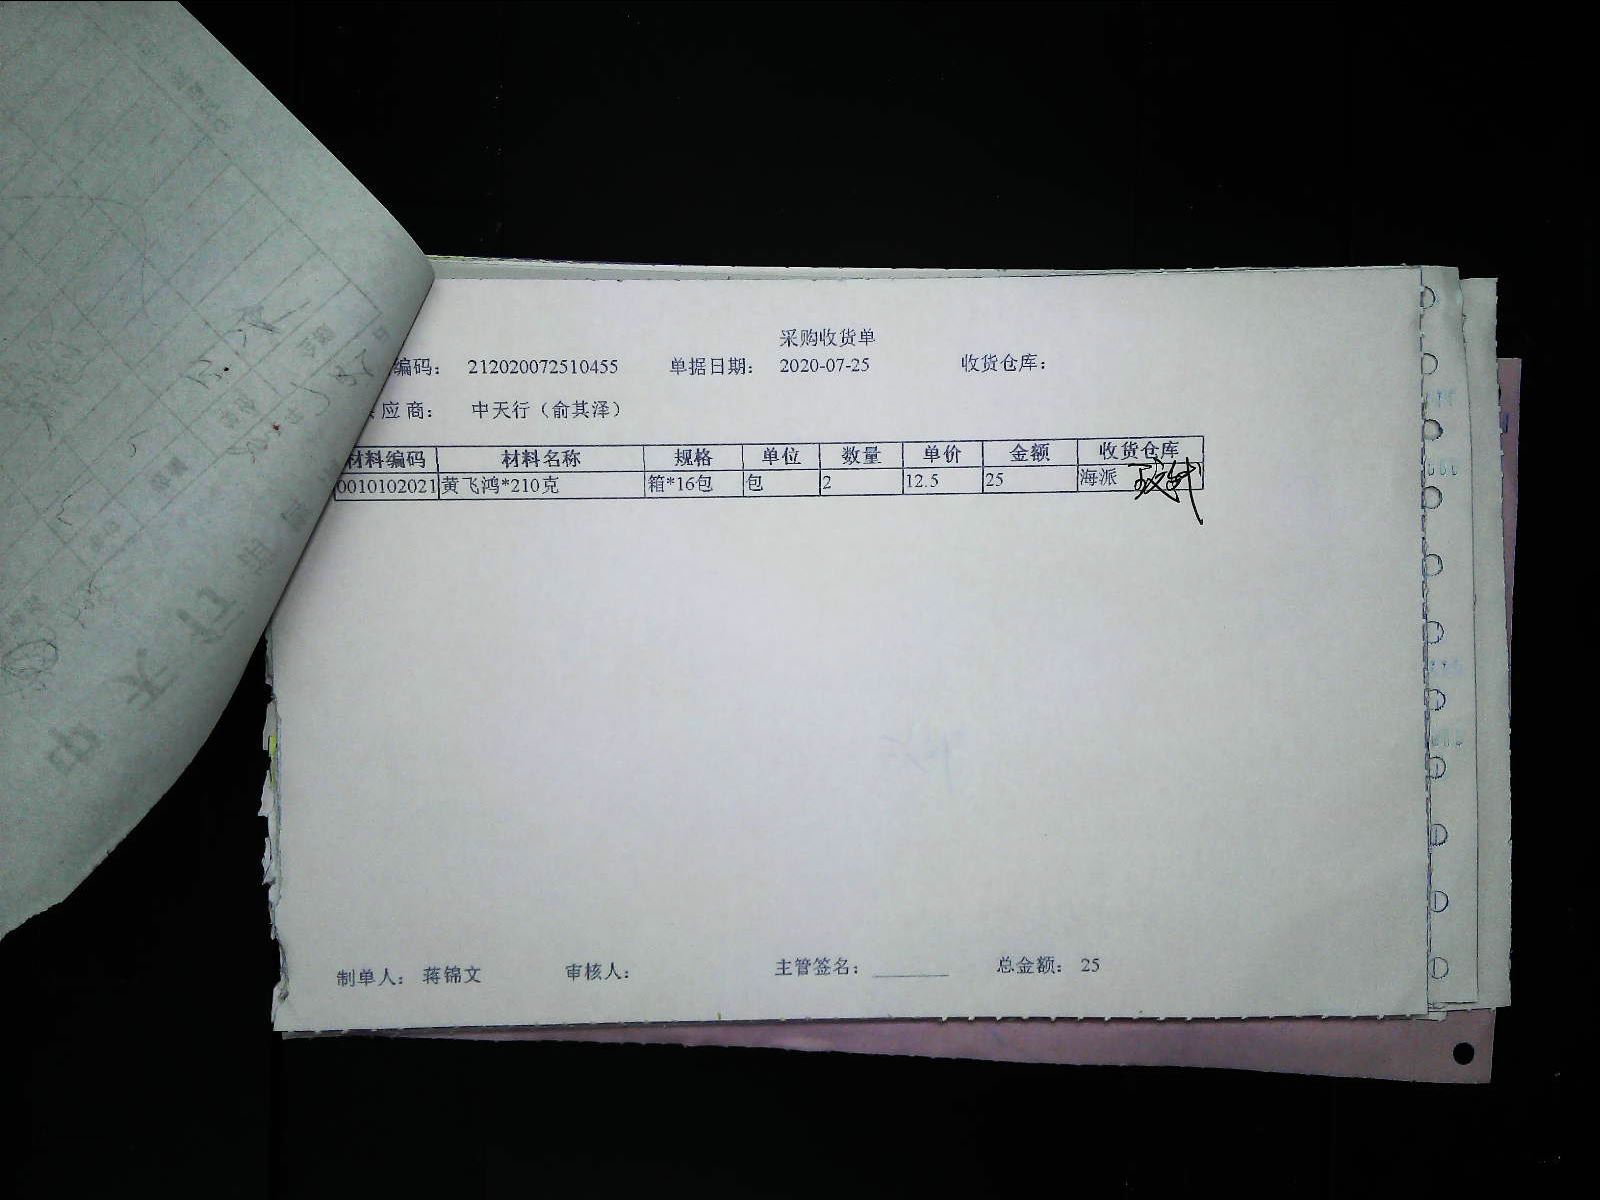 采购收货单
编码： 212020072510455 单据日期： 2020-07-25 收货仓库：
应商： 中天行（俞其泽）
材料编码 材料名称 规格 单位 数量 单价 金额 收货仓库
0010102021 黄飞鸿*210克 箱*16包 包 2 12.5 25 海派
制单人： 蒋锦文 审核人： 主管签名： ________ 总金额： 25
中天行